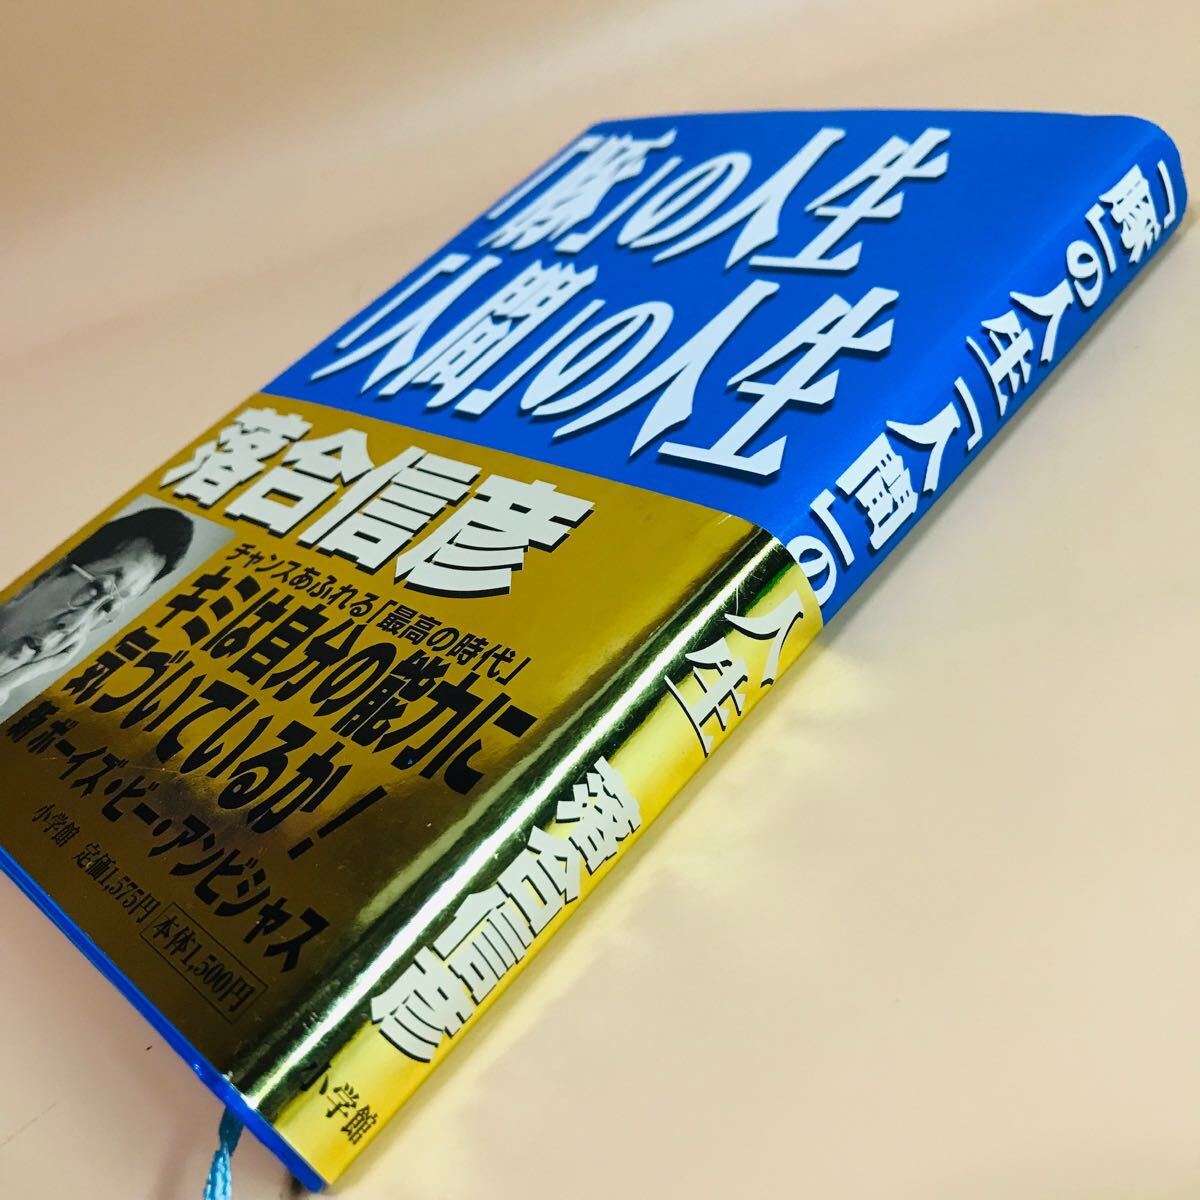 「豚」の人生
「人間」の人生
落合信彦
チャンスあふれる「最高の時代」
キミは自分の能力に
気づいているか!
新ボーイズ・ビー・アンビシャス
小学館 定価1,575円 本体1,500円
「豚」の人生「人間」の人生 落合信彦
小学館